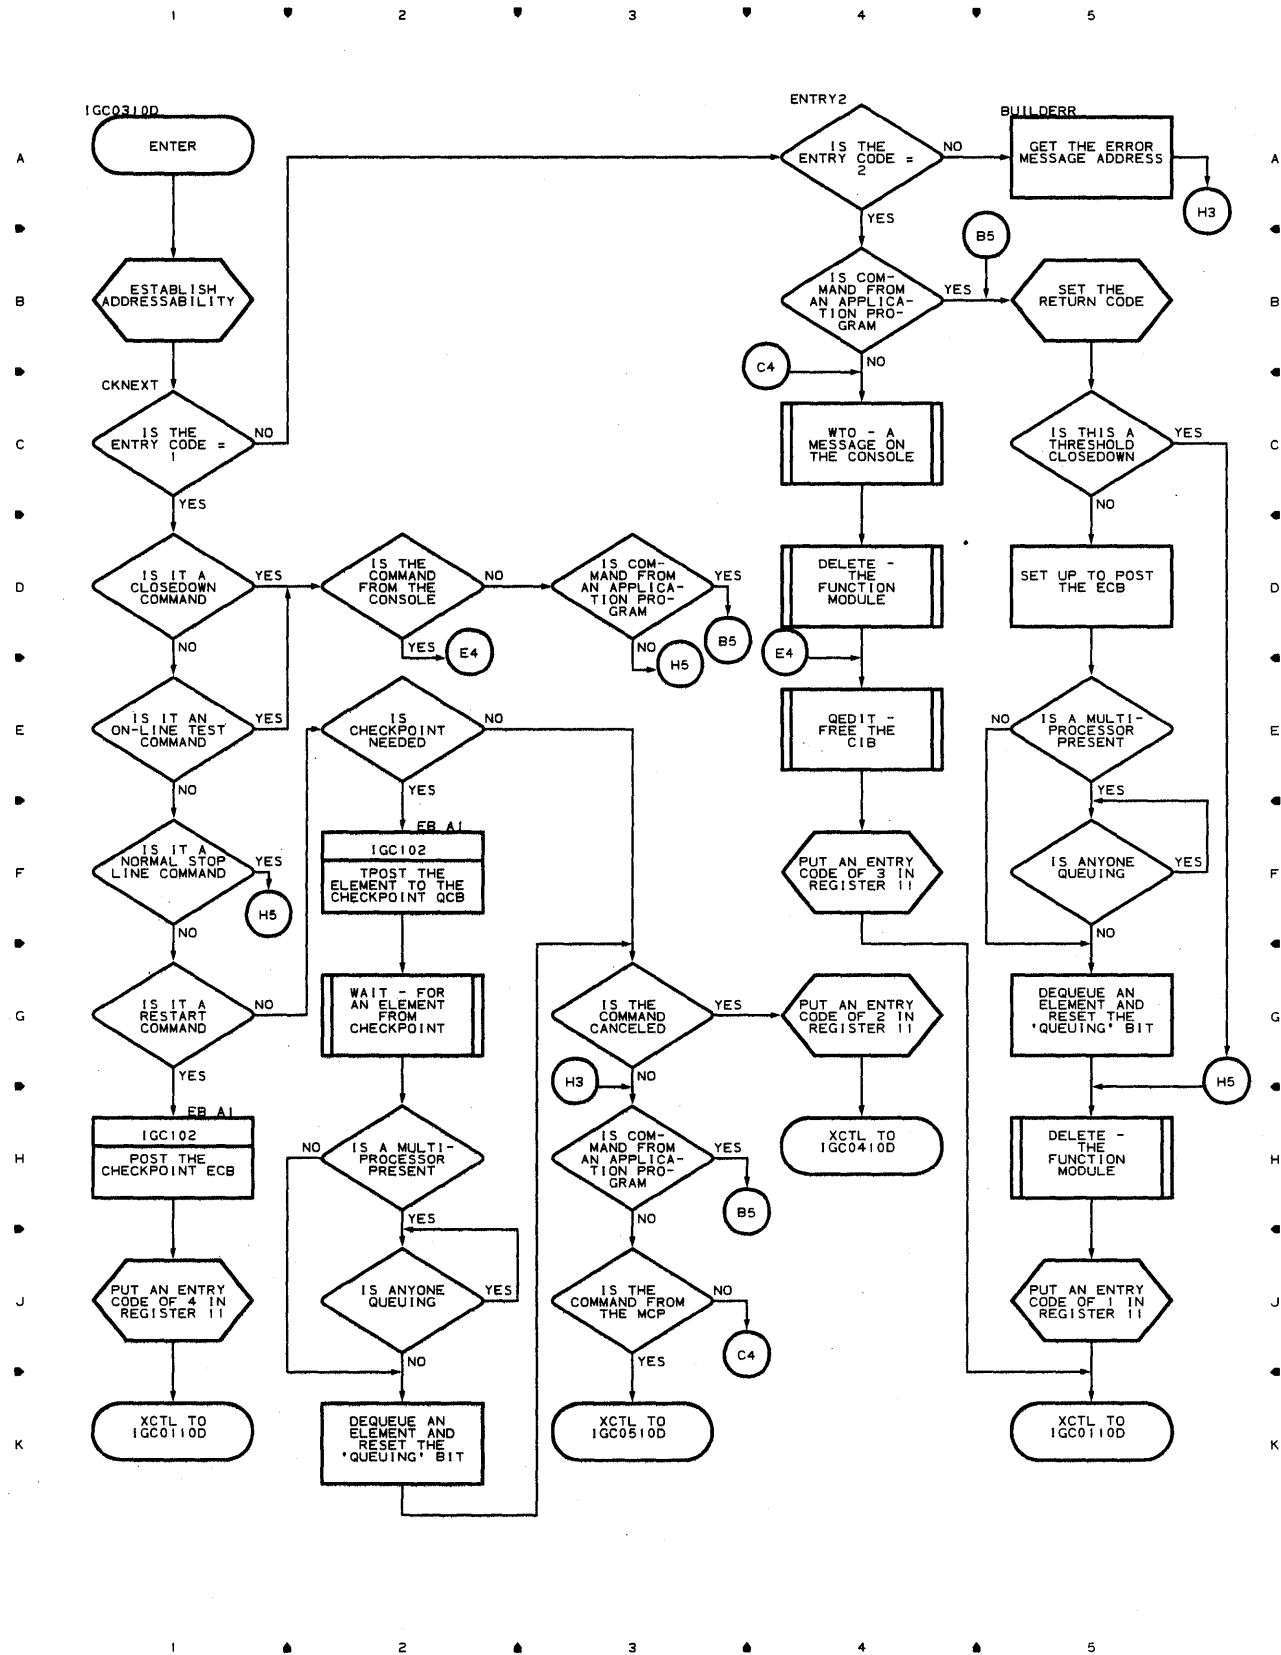 1 2 3 4 5
IGC0310D
ENTER
ENTRY2
IS THE
ENTRY CODE =
2
NO
YES
BUILDERR
GET THE ERROR
MESSAGE ADDRESS
H3
A A
ESTABLISH
ADDRESSABILITY
IS COM-
MAND FROM
AN APPLICA-
TION PRO-
GRAM
YES
NO
B5
SET THE
RETURN CODE
B B
CKNEXT
IS THE
ENTRY CODE =
1
NO
YES
C4
WTO - A
MESSAGE ON
THE CONSOLE
IS THIS A
THRESHOLD
CLOSEDOWN
YES
NO
C C
IS IT A
CLOSEDOWN
COMMAND
YES
NO
IS THE
COMMAND
FROM THE
CONSOLE
NO
YES
E4
IS COM-
MAND FROM
AN APPLICA-
TION PRO-
GRAM
YES
B5
NO
H5
DELETE -
THE
FUNCTION
MODULE
SET UP TO POST
THE ECB
D D
IS IT AN
ON-LINE TEST
COMMAND
YES
NO
IS
CHECKPOINT
NEEDED
NO
YES
E4
QEDIT -
FREE THE
CIB
NO
IS A MULTI-
PROCESSOR
PRESENT
YES
E E
IS IT A
NORMAL STOP
LINE COMMAND
YES
H5
NO
EB A1
IGC102
TPOST THE
ELEMENT TO THE
CHECKPOINT QCB
PUT AN ENTRY
CODE OF 3 IN
REGISTER 11
IS ANYONE
QUEUING
YES
NO
F F
IS IT A
RESTART
COMMAND
NO
YES
WAIT - FOR
AN ELEMENT
FROM
CHECKPOINT
IS THE
COMMAND
CANCELED
YES
NO
PUT AN ENTRY
CODE OF 2 IN
REGISTER 11
DEQUEUE AN
ELEMENT AND
RESET THE
'QUEUING' BIT
G G
EB A1
IGC102
POST THE
CHECKPOINT ECB
NO
IS A MULTI-
PROCESSOR
PRESENT
YES
H3
IS COM-
MAND FROM
AN APPLICA-
TION PRO-
GRAM
YES
B5
NO
XCTL TO
IGC0410D
H5
DELETE -
THE
FUNCTION
MODULE
H H
PUT AN ENTRY
CODE OF 4 IN
REGISTER 11
IS ANYONE
QUEUING
YES
NO
IS THE
COMMAND FROM
THE MCP
NO
C4
YES
PUT AN ENTRY
CODE OF 1 IN
REGISTER 11
J J
XCTL TO
IGC0110D
DEQUEUE AN
ELEMENT AND
RESET THE
'QUEUING' BIT
XCTL TO
IGC0510D
XCTL TO
IGC0110D
K K
1 2 3 4 5